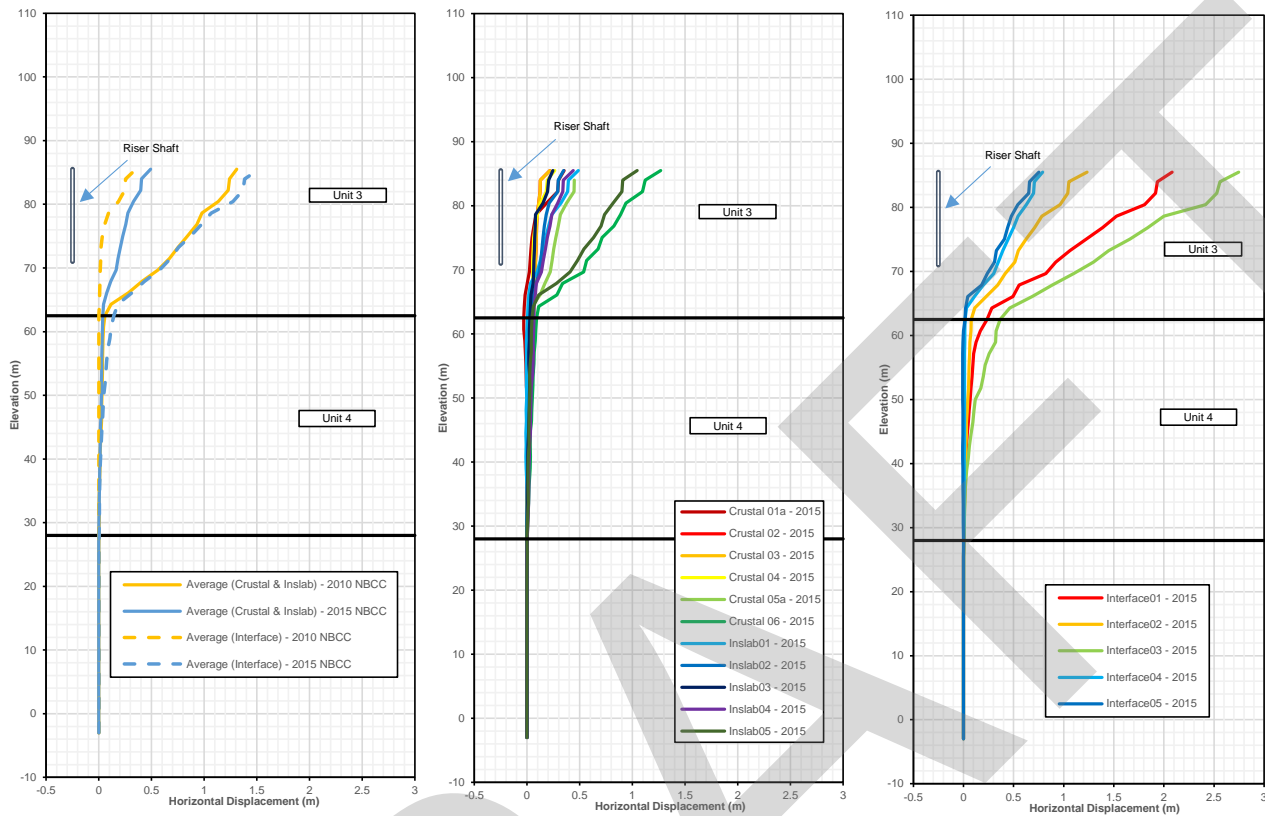 110
100
90
80
70
60
50
40
30
20
10
0
-10
-0.5
0
0.5
1
1.5
2
2.5
3
Elevation (m)
Horizontal Displacement (m)
Riser Shaft
Unit 3
Unit 4
Average (Crustal & Inslab) - 2010 NBCC
Average (Crustal & Inslab) - 2015 NBCC
Average (Interface) - 2010 NBCC
Average (Interface) - 2015 NBCC
110
100
90
80
70
60
50
40
30
20
10
0
-10
-0.5
0
0.5
1
1.5
2
2.5
3
Elevation (m)
Horizontal Displacement (m)
Riser Shaft
Unit 3
Unit 4
Crustal 01a - 2015
Crustal 02 - 2015
Crustal 03 - 2015
Crustal 04 - 2015
Crustal 05a - 2015
Crustal 06 - 2015
Inslab01 - 2015
Inslab02 - 2015
Inslab03 - 2015
Inslab04 - 2015
Inslab05 - 2015
110
100
90
80
70
60
50
40
30
20
10
0
-10
-0.5
0
0.5
1
1.5
2
2.5
3
Elevation (m)
Horizontal Displacement (m)
Riser Shaft
Unit 3
Unit 4
Interface01 - 2015
Interface02 - 2015
Interface03 - 2015
Interface04 - 2015
Interface05 - 2015